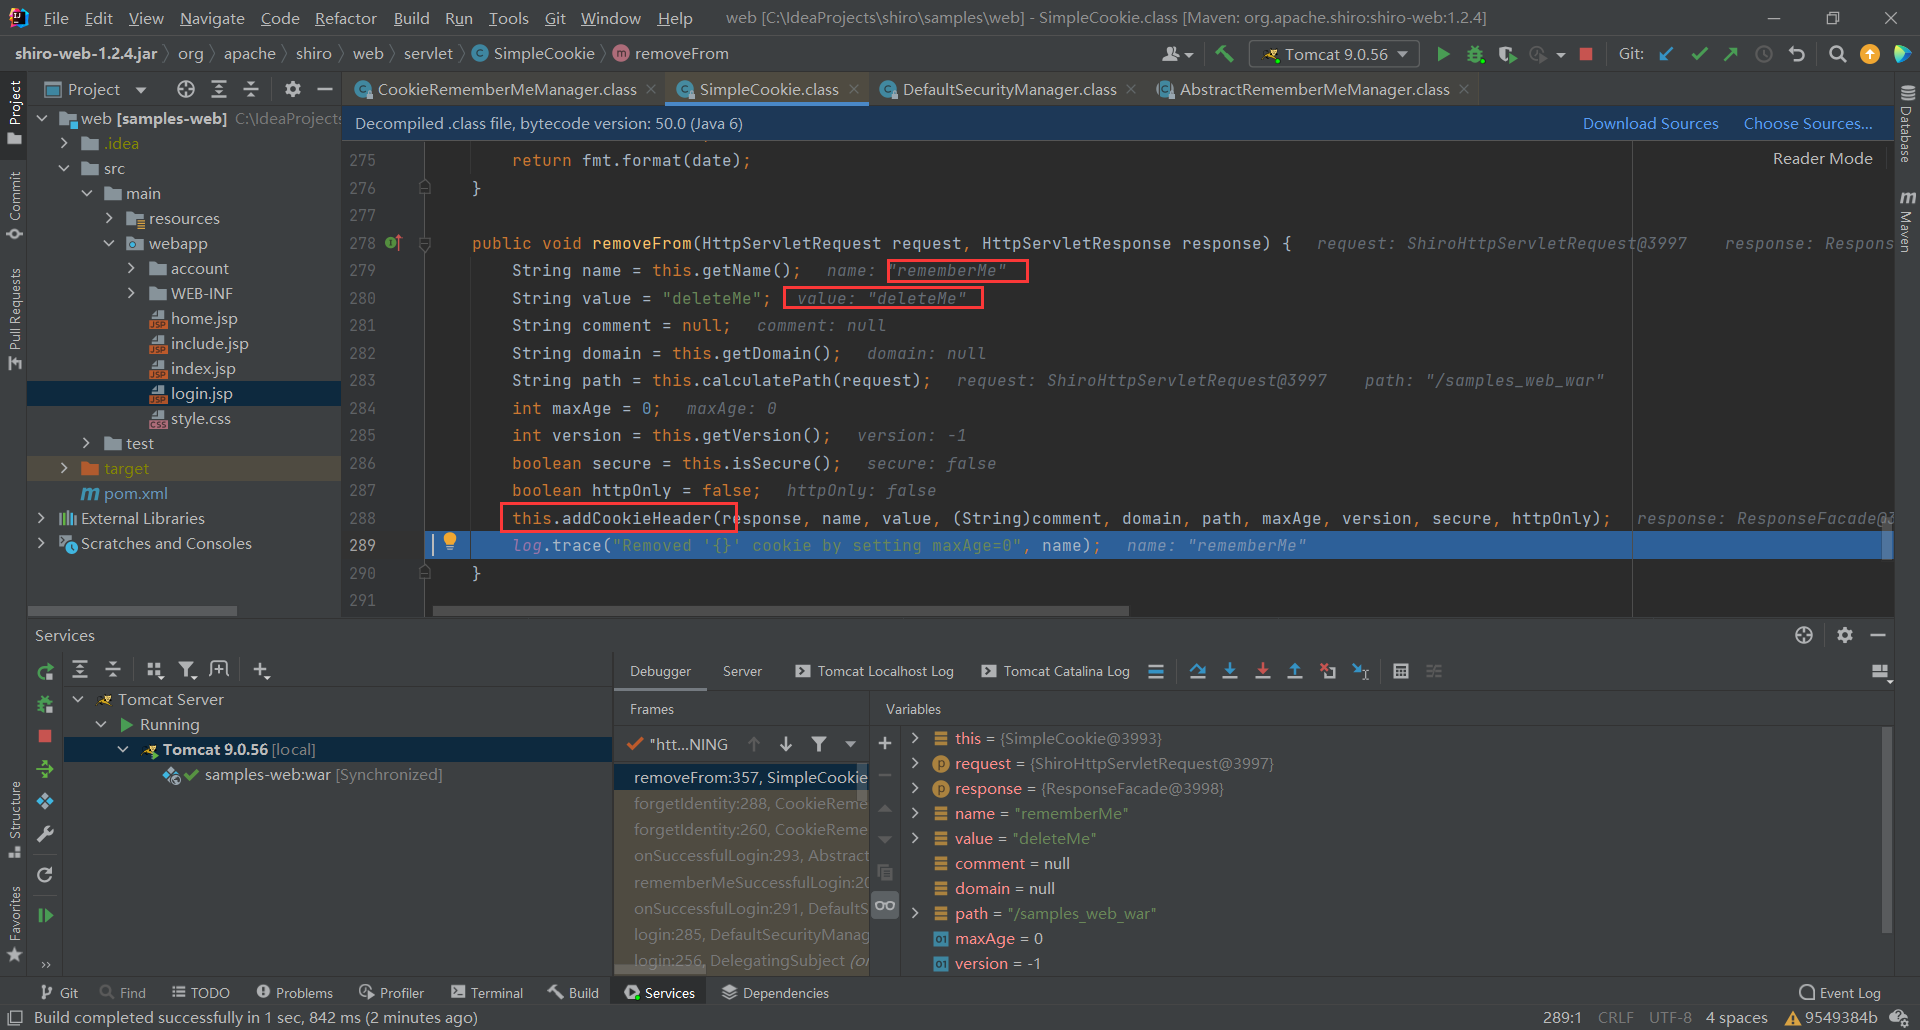 File Edit View Navigate Code Refactor Build Run Tools Git Window Help web [C:\IdeaProjects\shiro\samples\web] - SimpleCookie.class [Maven: org.apache.shiro:shiro-web:1.2.4]
shiro-web-1.2.4.jar org apache shiro web servlet SimpleCookie removeFrom Tomcat 9.0.56 Git:
Project CookieRememberMeManager.class SimpleCookie.class DefaultSecurityManager.class AbstractRememberMeManager.class
Decompiled .class file, bytecode version: 50.0 (Java 6) Download Sources Choose Sources...
Reader Mode
Project
Commit
Pull Requests
Structure
Favorites
Database
Maven
web [samples-web] C:\IdeaProjects
.idea
src
main
resources
webapp
account
WEB-INF
home.jsp
include.jsp
index.jsp
login.jsp
style.css
test
target
pom.xml
External Libraries
Scratches and Consoles
275 return fmt.format(date);
276 }
277
278 public void removeFrom(HttpServletRequest request, HttpServletResponse response) { request: ShiroHttpServletRequest@3997 response: Respons
279 String name = this.getName(); name: "rememberMe"
280 String value = "deleteMe"; value: "deleteMe"
281 String comment = null; comment: null
282 String domain = this.getDomain(); domain: null
283 String path = this.calculatePath(request); request: ShiroHttpServletRequest@3997 path: "/samples_web_war"
284 int maxAge = 0; maxAge: 0
285 int version = this.getVersion(); version: -1
286 boolean secure = this.isSecure(); secure: false
287 boolean httpOnly = false; httpOnly: false
288 this.addCookieHeader(response, name, value, (String)comment, domain, path, maxAge, version, secure, httpOnly); response: ResponseFacade@3
289 log.trace("Removed '{}' cookie by setting maxAge=0", name); name: "rememberMe"
290 }
291
Services
Tomcat Server
Running
Tomcat 9.0.56 [local]
samples-web:war [Synchronized]
Debugger Server Tomcat Localhost Log Tomcat Catalina Log
Frames
"htt...NING
removeFrom:357, SimpleCookie
forgetIdentity:288, CookieReme
forgetIdentity:260, CookieReme
onSuccessfulLogin:293, Abstract
rememberMeSuccessfulLogin:20
onSuccessfulLogin:291, DefaultS
login:285, DefaultSecurityManag
login:256, DelegatingSubject (or
Variables
this = {SimpleCookie@3993}
request = {ShiroHttpServletRequest@3997}
response = {ResponseFacade@3998}
name = "rememberMe"
value = "deleteMe"
comment = null
domain = null
path = "/samples_web_war"
maxAge = 0
version = -1
Git Find TODO Problems Profiler Terminal Build Services Dependencies Event Log
Build completed successfully in 1 sec, 842 ms (2 minutes ago) 289:1 CRLF UTF-8 4 spaces 9549384b